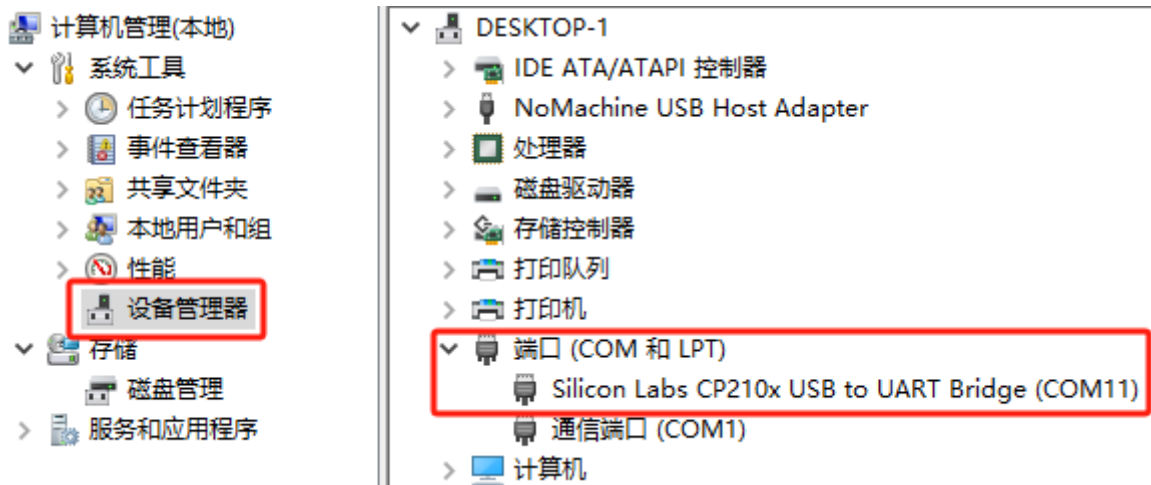 计算机管理(本地)
系统工具
任务计划程序
事件查看器
共享文件夹
本地用户和组
性能
设备管理器
存储
磁盘管理
服务和应用程序
DESKTOP-1
IDE ATA/ATAPI 控制器
NoMachine USB Host Adapter
处理器
磁盘驱动器
存储控制器
打印队列
打印机
端口 (COM 和 LPT)
Silicon Labs CP210x USB to UART Bridge (COM11)
通信端口 (COM1)
计算机